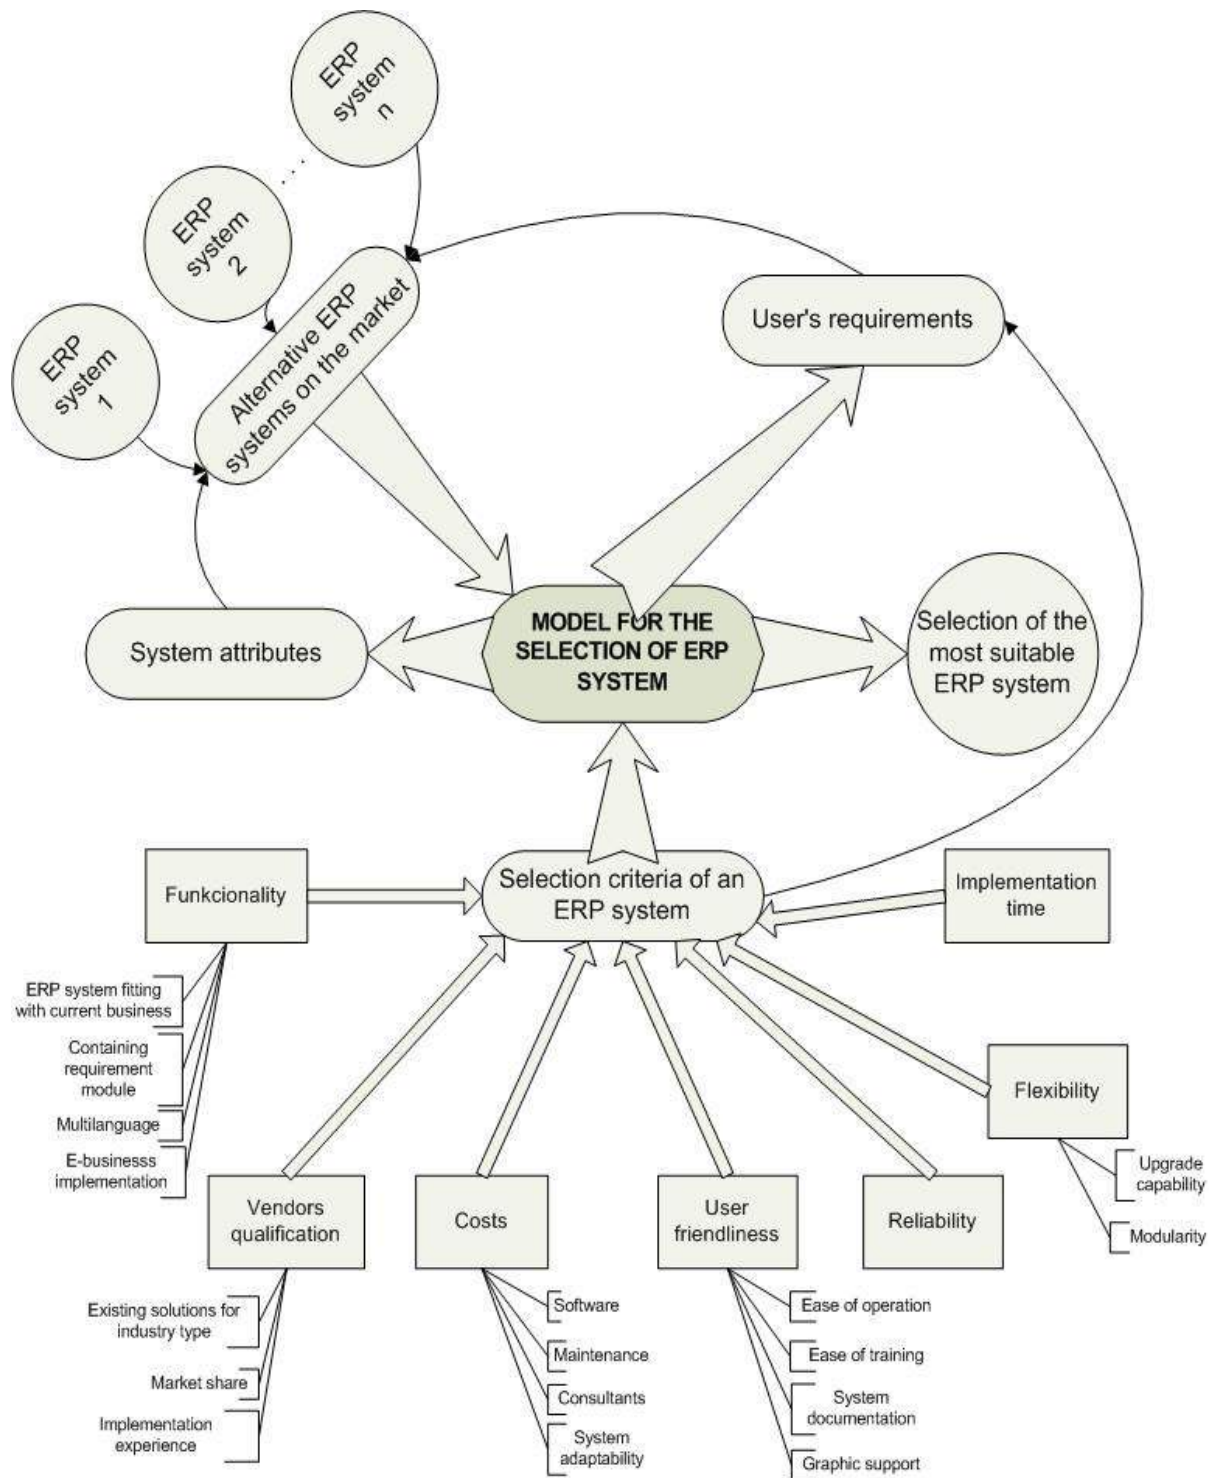 ERP
system
n
ERP
system
2
ERP
system
1
Alternative ERP
systems on the market
User's requirements
System attributes
MODEL FOR THE
SELECTION OF ERP
SYSTEM
Selection of the
most suitable
ERP system
Selection criteria of an
ERP system
Funkcionality
Implementation
time
ERP system fitting
with current business
Containing
requirement
module
Multilanguage
E-businesss
implementation
Flexibility
Upgrade
capability
Modularity
Vendors
qualification
Costs
User
friendliness
Reliability
Existing solutions for
industry type
Market share
Implementation
experience
Software
Maintenance
Consultants
System
adaptability
Ease of operation
Ease of training
System
documentation
Graphic support